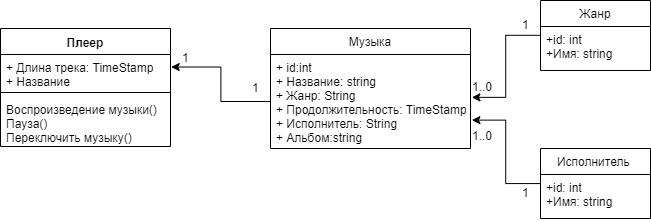 Плеер
+ Длина трека: TimeStamp
+ Название
Воспроизведение музыки()
Пауза()
Переключить музыку()
1
1
Музыка
+ id:int
+ Название: string
+ Жанр: String
+ Продолжительность: TimeStamp
+ Исполнитель: String
+ Альбом:string
1..0
1..0
1
Жанр
+id: int
+Имя: string
1
Исполнитель
+id: int
+Имя: string